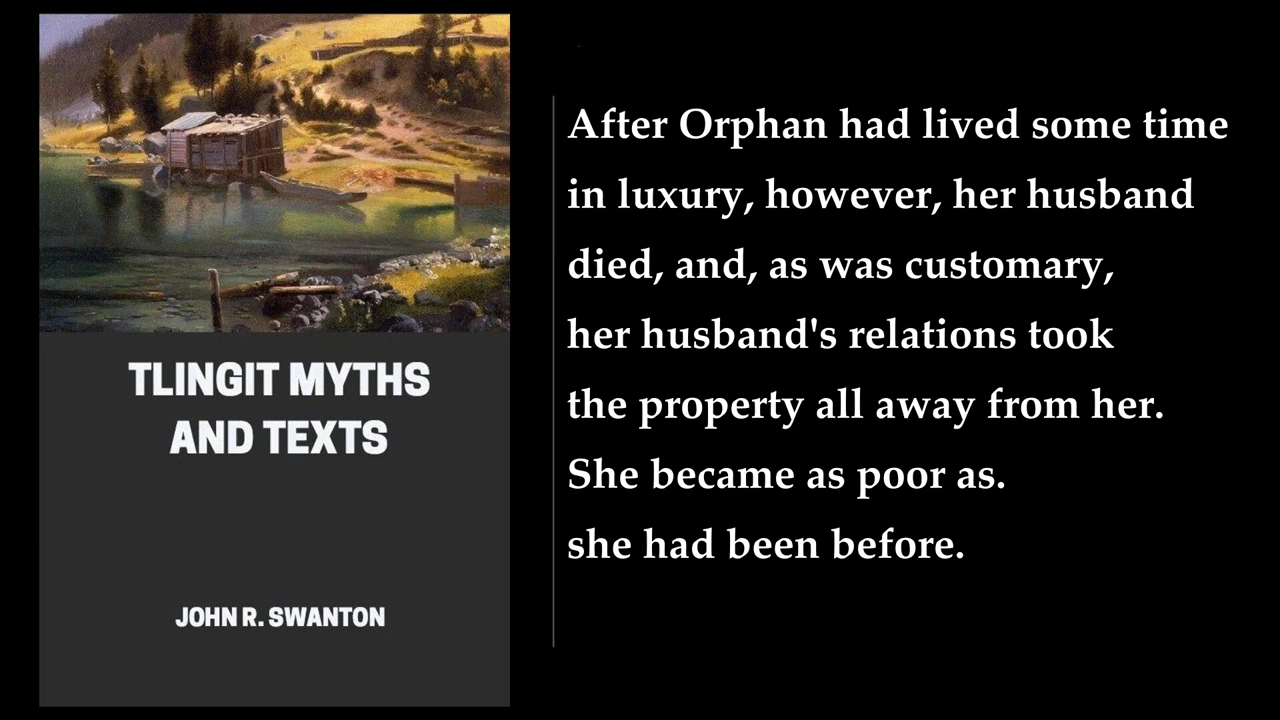 TLINGIT MYTHS
AND TEXTS
JOHN R. SWANTON
After Orphan had lived some time
in luxury, however, her husband
died, and, as was customary,
her husband's relations took
the property all away from her.
She became as poor as.
she had been before.